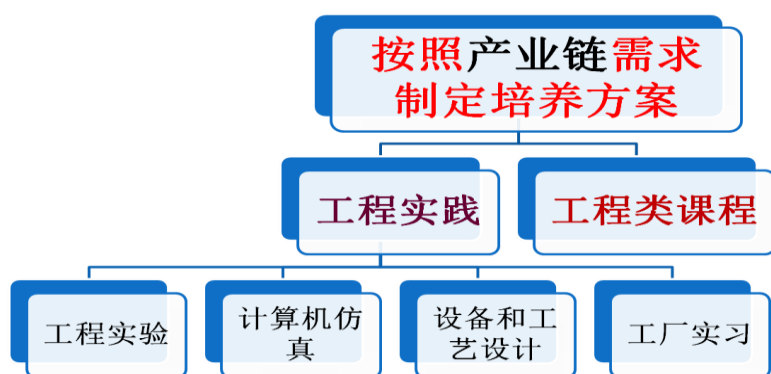 按照产业链需求
制定培养方案
工程实践
工程类课程
工程实验
计算机仿
真
设备和工
艺设计
工厂实习